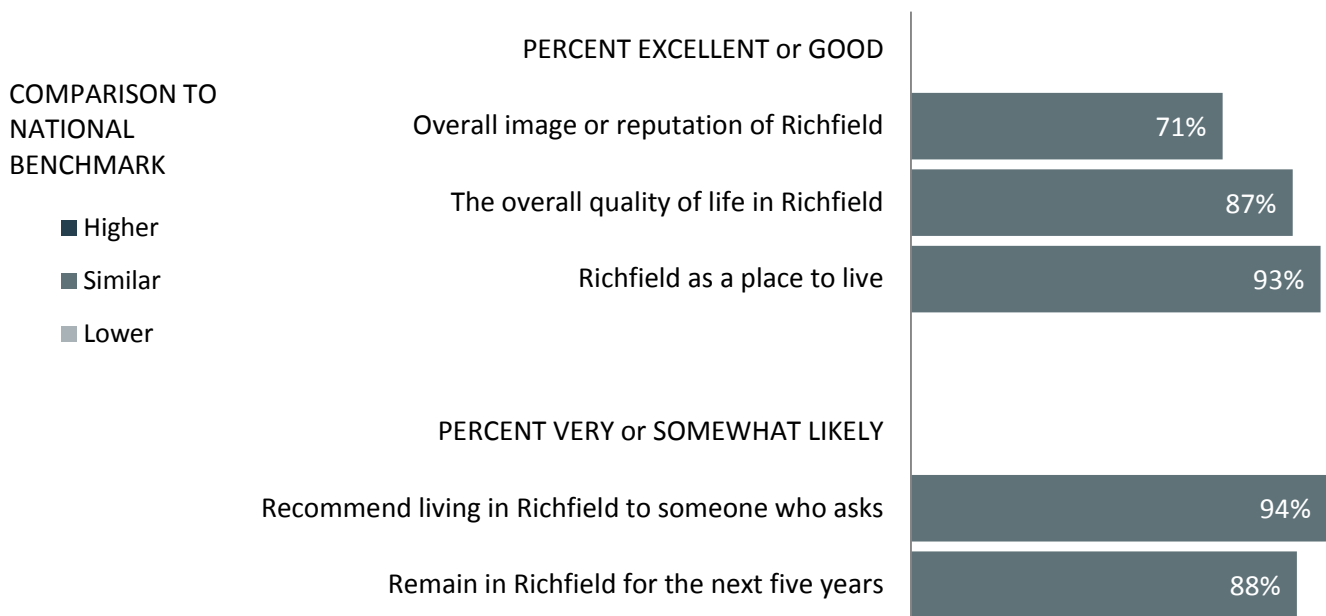 COMPARISON TO
NATIONAL
BENCHMARK
Higher
Similar
Lower
PERCENT EXCELLENT or GOOD
Overall image or reputation of Richfield 71%
The overall quality of life in Richfield 87%
Richfield as a place to live 93%
PERCENT VERY or SOMEWHAT LIKELY
Recommend living in Richfield to someone who asks 94%
Remain in Richfield for the next five years 88%